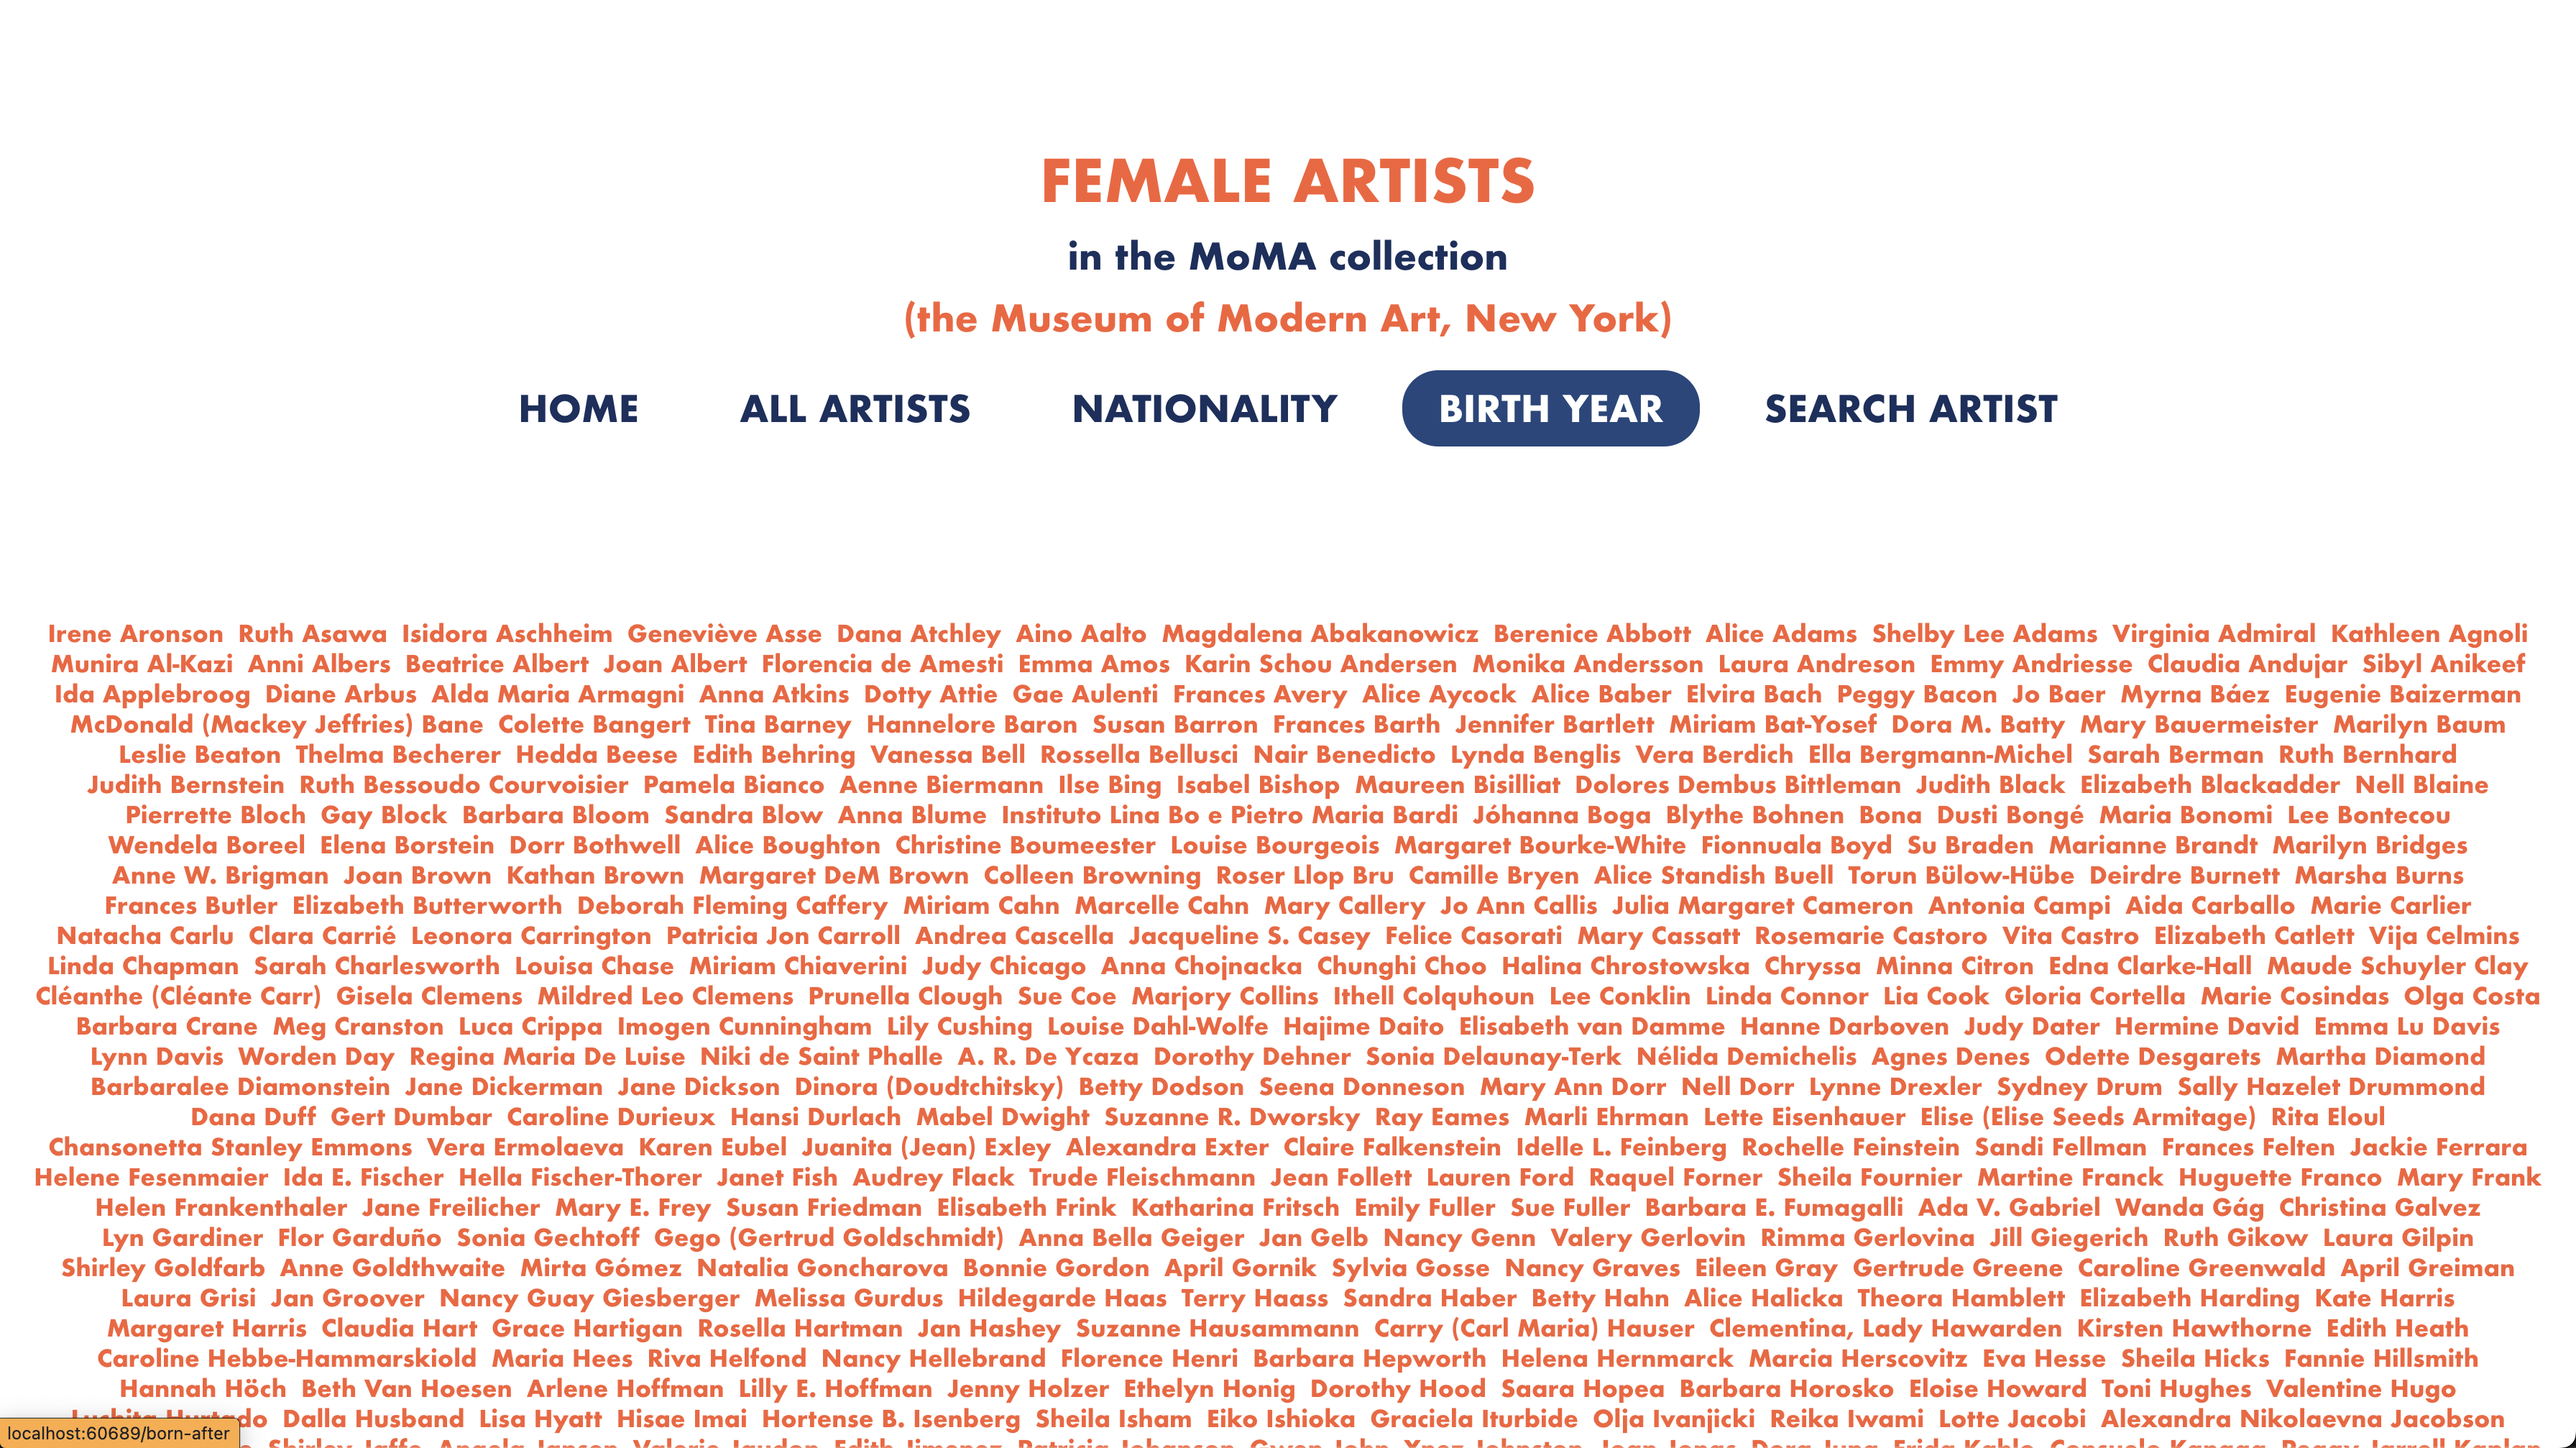 FEMALE ARTISTS
in the MoMA collection
(the Museum of Modern Art, New York)
HOME ALL ARTISTS NATIONALITY BIRTH YEAR SEARCH ARTIST
Irene Aronson Ruth Asawa Isidora Aschheim Geneviève Asse Dana Atchley Aino Aalto Magdalena Abakanowicz Berenice Abbott Alice Adams Shelby Lee Adams Virginia Admiral Kathleen Agnoli
Munira Al-Kazi Anni Albers Beatrice Albert Joan Albert Florencia de Amesti Emma Amos Karin Schou Andersen Monika Andersson Laura Andreson Emmy Andriesse Claudia Andujar Sibyl Anikeef
Ida Applebroog Diane Arbus Alda Maria Armagni Anna Atkins Dotty Attie Gae Aulenti Frances Avery Alice Aycock Alice Baber Elvira Bach Peggy Bacon Jo Baer Myrna Báez Eugenie Baizerman
McDonald (Mackey Jeffries) Bane Colette Bangert Tina Barney Hannelore Baron Susan Barron Frances Barth Jennifer Bartlett Miriam Bat-Yosef Dora M. Batty Mary Bauermeister Marilyn Baum
Leslie Beaton Thelma Becherer Hedda Beese Edith Behring Vanessa Bell Rossella Bellusci Nair Benedicto Lynda Benglis Vera Berdich Ella Bergmann-Michel Sarah Berman Ruth Bernhard
Judith Bernstein Ruth Bessoudo Courvoisier Pamela Bianco Aenne Biermann Ilse Bing Isabel Bishop Maureen Bisilliat Dolores Dembus Bittleman Judith Black Elizabeth Blackadder Nell Blaine
Pierrette Bloch Gay Block Barbara Bloom Sandra Blow Anna Blume Instituto Lina Bo e Pietro Maria Bardi Jóhanna Boga Blythe Bohnen Bona Dusti Bongé Maria Bonomi Lee Bontecou
Wendela Boreel Elena Borstein Dorr Bothwell Alice Boughton Christine Boumeester Louise Bourgeois Margaret Bourke-White Fionnuala Boyd Su Braden Marianne Brandt Marilyn Bridges
Anne W. Brigman Joan Brown Kathan Brown Margaret DeM Brown Colleen Browning Roser Llop Bru Camille Bryen Alice Standish Buell Torun Bülow-Hübe Deirdre Burnett Marsha Burns
Frances Butler Elizabeth Butterworth Deborah Fleming Caffery Miriam Cahn Marcelle Cahn Mary Callery Jo Ann Callis Julia Margaret Cameron Antonia Campi Aida Carballo Marie Carlier
Natacha Carlu Clara Carrié Leonora Carrington Patricia Jon Carroll Andrea Cascella Jacqueline S. Casey Felice Casorati Mary Cassatt Rosemarie Castoro Vita Castro Elizabeth Catlett Vija Celmins
Linda Chapman Sarah Charlesworth Louisa Chase Miriam Chiaverini Judy Chicago Anna Chojnacka Chunghi Choo Halina Chrostowska Chryssa Minna Citron Edna Clarke-Hall Maude Schuyler Clay
Cléanthe (Cléante Carr) Gisela Clemens Mildred Leo Clemens Prunella Clough Sue Coe Marjory Collins Ithell Colquhoun Lee Conklin Linda Connor Lia Cook Gloria Cortella Marie Cosindas Olga Costa
Barbara Crane Meg Cranston Luca Crippa Imogen Cunningham Lily Cushing Louise Dahl-Wolfe Hajime Daito Elisabeth van Damme Hanne Darboven Judy Dater Hermine David Emma Lu Davis
Lynn Davis Worden Day Regina Maria De Luise Niki de Saint Phalle A. R. De Ycaza Dorothy Dehner Sonia Delaunay-Terk Nélida Demichelis Agnes Denes Odette Desgarets Martha Diamond
Barbaralee Diamonstein Jane Dickerman Jane Dickson Dinora (Doudtchitsky) Betty Dodson Seena Donneson Mary Ann Dorr Nell Dorr Lynne Drexler Sydney Drum Sally Hazelet Drummond
Dana Duff Gert Dumbar Caroline Durieux Hansi Durlach Mabel Dwight Suzanne R. Dworsky Ray Eames Marli Ehrman Lette Eisenhauer Elise (Elise Seeds Armitage) Rita Eloul
Chansonetta Stanley Emmons Vera Ermolaeva Karen Eubel Juanita (Jean) Exley Alexandra Exter Claire Falkenstein Idelle L. Feinberg Rochelle Feinstein Sandi Fellman Frances Felten Jackie Ferrara
Helene Fesenmaier Ida E. Fischer Hella Fischer-Thorer Janet Fish Audrey Flack Trude Fleischmann Jean Follett Lauren Ford Raquel Forner Sheila Fournier Martine Franck Huguette Franco Mary Frank
Helen Frankenthaler Jane Freilicher Mary E. Frey Susan Friedman Elisabeth Frink Katharina Fritsch Emily Fuller Sue Fuller Barbara E. Fumagalli Ada V. Gabriel Wanda Gág Christina Galvez
Lyn Gardiner Flor Garduño Sonia Gechtoff Gego (Gertrud Goldschmidt) Anna Bella Geiger Jan Gelb Nancy Genn Valery Gerlovin Rimma Gerlovina Jill Giegerich Ruth Gikow Laura Gilpin
Shirley Goldfarb Anne Goldthwaite Mirta Gómez Natalia Goncharova Bonnie Gordon April Gornik Sylvia Gosse Nancy Graves Eileen Gray Gertrude Greene Caroline Greenwald April Greiman
Laura Grisi Jan Groover Nancy Guay Giesberger Melissa Gurdus Hildegarde Haas Terry Haass Sandra Haber Betty Hahn Alice Halicka Theora Hamblett Elizabeth Harding Kate Harris
Margaret Harris Claudia Hart Grace Hartigan Rosella Hartman Jan Hashey Suzanne Hausammann Carry (Carl Maria) Hauser Clementina, Lady Hawarden Kirsten Hawthorne Edith Heath
Caroline Hebbe-Hammarskiold Maria Hees Riva Helfond Nancy Hellebrand Florence Henri Barbara Hepworth Helena Hernmarck Marcia Herscovitz Eva Hesse Sheila Hicks Fannie Hillsmith
Hannah Höch Beth Van Hoesen Arlene Hoffman Lilly E. Hoffman Jenny Holzer Ethelyn Honig Dorothy Hood Saara Hopea Barbara Horosko Eloise Howard Toni Hughes Valentine Hugo
Dalla Husband Lisa Hyatt Hisae Imai Hortense B. Isenberg Sheila Isham Eiko Ishioka Graciela Iturbide Olja Ivanjicki Reika Iwami Lotte Jacobi Alexandra Nikolaevna Jacobson
localhost:60689/born-after